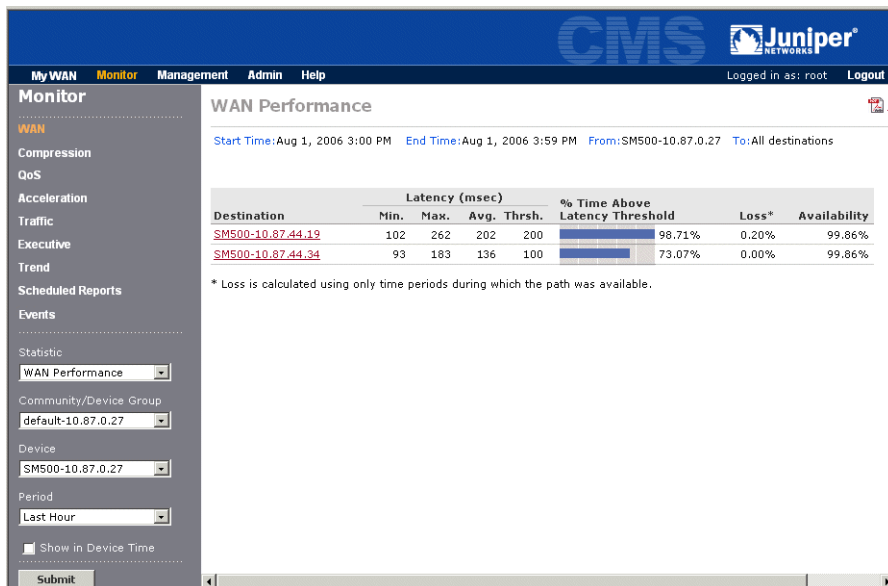 CMS
Juniper®
NETWORKS
My WAN Monitor Management Admin Help Logged in as: root Logout
Monitor
WAN
Compression
QoS
Acceleration
Traffic
Executive
Trend
Scheduled Reports
Events
Statistic
WAN Performance
Community/Device Group
default-10.87.0.27
Device
SM500-10.87.0.27
Period
Last Hour
Show in Device Time
Submit
WAN Performance
Start Time:Aug 1, 2006 3:00 PM End Time:Aug 1, 2006 3:59 PM From:SM500-10.87.0.27 To:All destinations
Latency (msec) % Time Above
Destination Min. Max. Avg. Thrsh. Latency Threshold Loss* Availability
SM500-10.87.44.19 102 262 202 200 98.71% 0.20% 99.86%
SM500-10.87.44.34 93 183 136 100 73.07% 0.00% 99.86%
* Loss is calculated using only time periods during which the path was available.